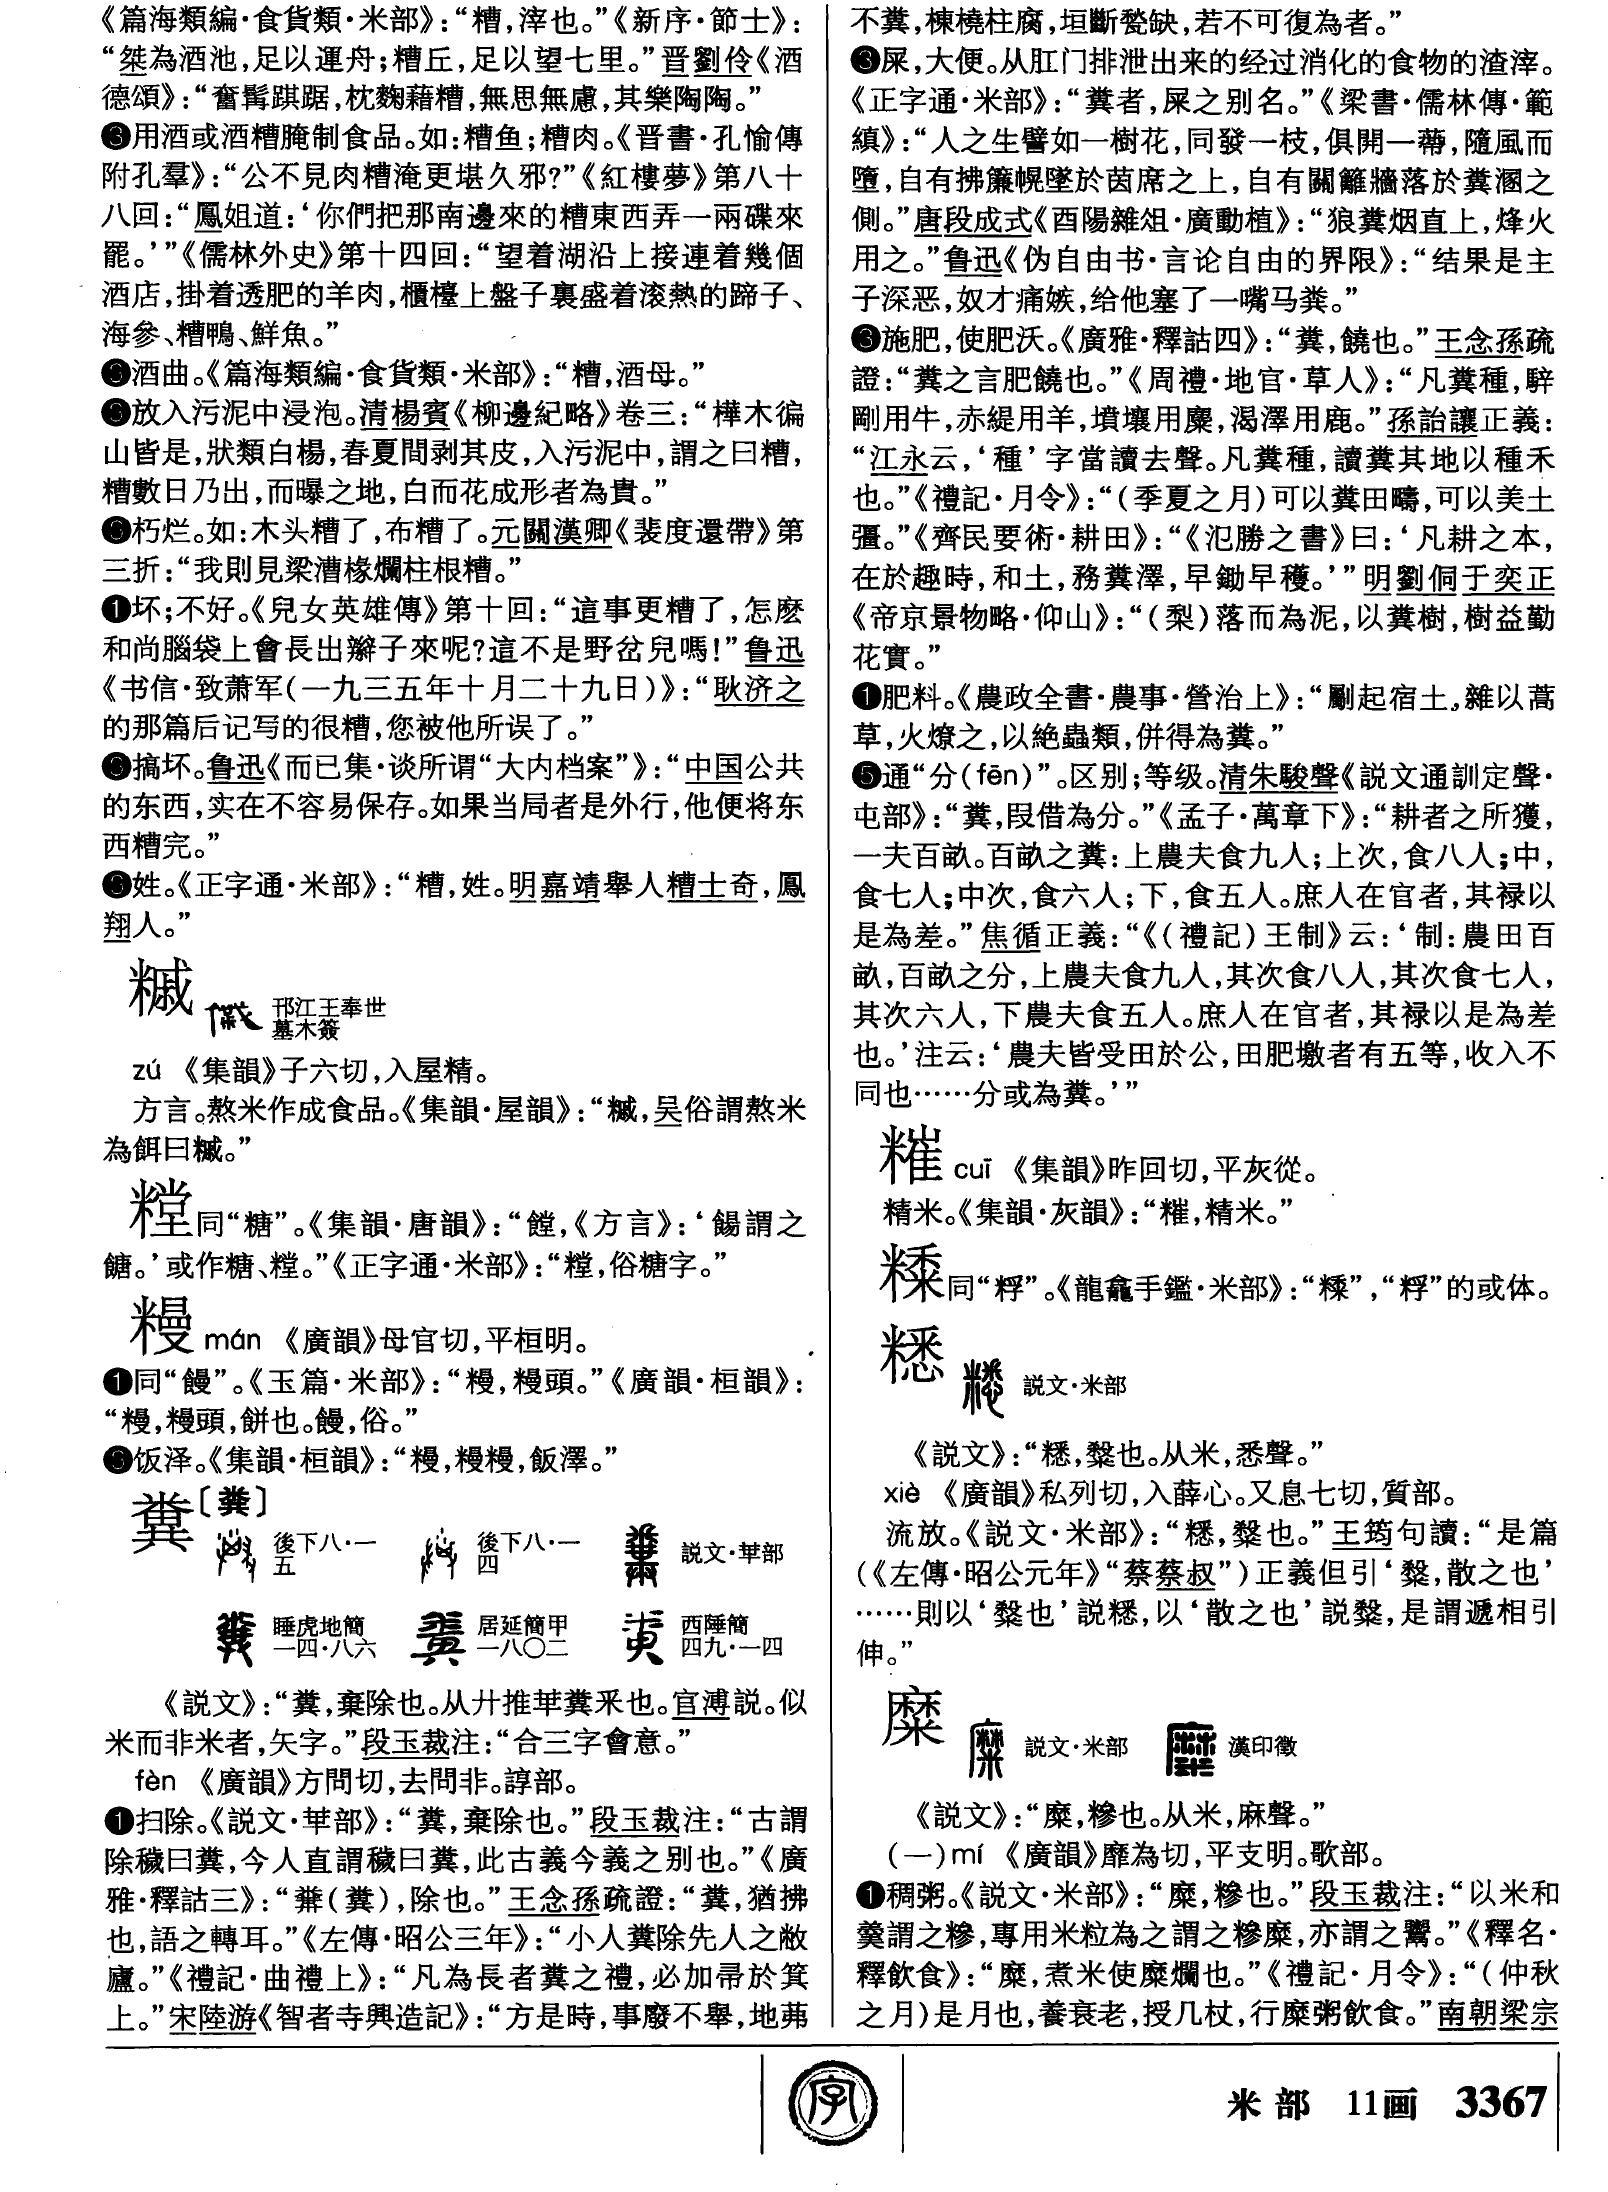 《篇海類編·食貨類·米部》：“糟，滓也。”《新序·節士》：
“桀為酒池，足以運舟；糟丘，足以望七里。”晋劉伶《酒
德頌》：“奮髯踑踞，枕麴藉糟，無思無慮，其樂陶陶。”
❸用酒或酒糟腌制食品。如：糟鱼；糟肉。《晋書·孔愉傳
附孔羣》：“公不見肉糟淹更堪久邪？”《紅樓夢》第八十
八回：“鳳姐道：‘你們把那南邊來的糟東西弄一兩碟來
罷。’”《儒林外史》第十四回：“望着湖沿上接連着幾個
酒店，掛着透肥的羊肉，櫃檯上盤子裏盛着滚熱的蹄子、
海參、糟鴨、鮮魚。”
❸酒曲。《篇海類編·食貨類·米部》：“糟，酒母。”
❸放入污泥中浸泡。清楊賓《柳邊紀略》卷三：“樺木徧
山皆是，狀類白楊，春夏間剥其皮，入污泥中，謂之曰糟，
糟數日乃出，而曝之地，白而花成形者為貴。”
❻朽烂。如：木头糟了，布糟了。元關漢卿《裴度還帶》第
三折：“我則見梁漕椽爛柱根糟。”
❶坏；不好。《兒女英雄傳》第十回：“這事更糟了，怎麽
和尚腦袋上會長出辮子來呢？這不是野岔兒嗎！”鲁迅
《书信·致萧军（一九三五年十月二十九日）》：“耿济之
的那篇后记写的很糟，您被他所误了。”
❸搞坏。鲁迅《而已集·谈所谓“大内档案”》：“中国公共
的东西，实在不容易保存。如果当局者是外行，他便将东
西糟完。”
❸姓。《正字通·米部》：“糟，姓。明嘉靖舉人糟士奇，鳳
翔人。”
䊝 邗江王奉世
墓木簽
zú 《集韻》子六切，入屋精。
方言。熬米作成食品。《集韻·屋韻》：“䊝，吴俗謂熬米
為餌曰䊝。”
糛同“糖”。《集韻·唐韻》：“餹，《方言》：‘餳謂之
餹。’或作糖、糛。”《正字通·米部》：“糛，俗糖字。”
䊡 mán 《廣韻》母官切，平桓明。
❶同“饅”。《玉篇·米部》：“䊡，䊡頭。”《廣韻·桓韻》：
“䊡，䊡頭，餅也。饅，俗。”
❸饭泽。《集韻·桓韻》：“䊡，䊡䊡，飯澤。”
糞〔粪〕
後下八·一五 後下八·一四 説文·𠦒部
睡虎地簡一四·八六 居延簡甲一八〇二 西陲簡四九·一四
《説文》：“糞，棄除也。从廾推𠦒糞釆也。官溥説。似
米而非米者，矢字。”段玉裁注：“合三字會意。”
fèn 《廣韻》方問切，去問非。諄部。
❶扫除。《説文·𠦒部》：“糞，棄除也。”段玉裁注：“古謂
除穢曰糞，今人直謂穢曰糞，此古義今義之别也。”《廣
雅·釋詁三》：“（糞），除也。”王念孫疏證：“糞，猶拂
也，語之轉耳。”《左傳·昭公三年》：“小人糞除先人之敝
廬。”《禮記·曲禮上》：“凡為長者糞之禮，必加帚於箕
上。”宋陸游《智者寺興造記》：“方是時，事廢不舉，地茀
不糞，棟橈柱腐，垣斷甃缺，若不可復為者。”
❸屎，大便。从肛门排泄出来的经过消化的食物的渣滓。
《正字通·米部》：“糞者，屎之别名。”《梁書·儒林傳·範
縝》：“人之生譬如一樹花，同發一枝，俱開一蔕，隨風而
墮，自有拂簾幌墜於茵席之上，自有關籬牆落於糞溷之
側。”唐段成式《酉陽雜俎·廣動植》：“狼糞烟直上，烽火
用之。”鲁迅《伪自由书·言论自由的界限》：“结果是主
子深恶，奴才痛嫉，给他塞了一嘴马粪。”
❸施肥，使肥沃。《廣雅·釋詁四》：“糞，饒也。”王念孫疏
證：“糞之言肥饒也。”《周禮·地官·草人》：“凡糞種，騂
剛用牛，赤緹用羊，墳壤用麋，渴澤用鹿。”孫詒讓正義：
“江永云，‘種’字當讀去聲。凡糞種，讀糞其地以種禾
也。”《禮記·月令》：“（季夏之月）可以糞田疇，可以美土
彊。”《齊民要術·耕田》：“《氾勝之書》曰：‘凡耕之本，
在於趣時，和土，務糞澤，早鋤早穫。’”明劉侗于奕正
《帝京景物略·仰山》：“（梨）落而為泥，以糞樹，樹益勤
花實。”
❶肥料。《農政全書·農事·營治上》：“劚起宿土，雜以蒿
草，火燎之，以絶蟲類，併得為糞。”
❺通“分（fēn）”。区别；等级。清朱駿聲《説文通訓定聲·
屯部》：“糞，叚借為分。”《孟子·萬章下》：“耕者之所獲，
一夫百畝。百畝之糞：上農夫食九人；上次，食八人；中，
食七人；中次，食六人；下，食五人。庶人在官者，其禄以
是為差。”焦循正義：“《（禮記）王制》云：‘制：農田百
畝，百畝之分，上農夫食九人，其次食八人，其次食七人，
其次六人，下農夫食五人。庶人在官者，其禄以是為差
也。’注云：‘農夫皆受田於公，田肥墽者有五等，收入不
同也……分或為糞。’”
䊫 cuī 《集韻》昨回切，平灰從。
精米。《集韻·灰韻》：“䊫，精米。”
同“粰”。《龍龕手鑑·米部》：“”，“粰”的或体。
糏 説文·米部
《説文》：“，䊝也。从米，悉聲。”
xiè 《廣韻》私列切，入薛心。又息七切，質部。
流放。《説文·米部》：“，也。”王筠句讀：“是篇
（《左傳·昭公元年》“蔡蔡叔”）正義但引‘，散之也’
……則以‘也’説，以‘散之也’説，是謂遞相引
伸。”
糜 説文·米部 漢印徵
《説文》：“糜，糝也。从米，麻聲。”
（一）mí 《廣韻》靡為切，平支明。歌部。
❶稠粥。《説文·米部》：“糜，糝也。”段玉裁注：“以米和
羹謂之糝，專用米粒為之謂之糝糜，亦謂之鬻。”《釋名·
釋飲食》：“糜，煮米使糜爛也。”《禮記·月令》：“（仲秋
之月）是月也，養衰老，授几杖，行糜粥飲食。”南朝梁宗
字
米部 11画 3367